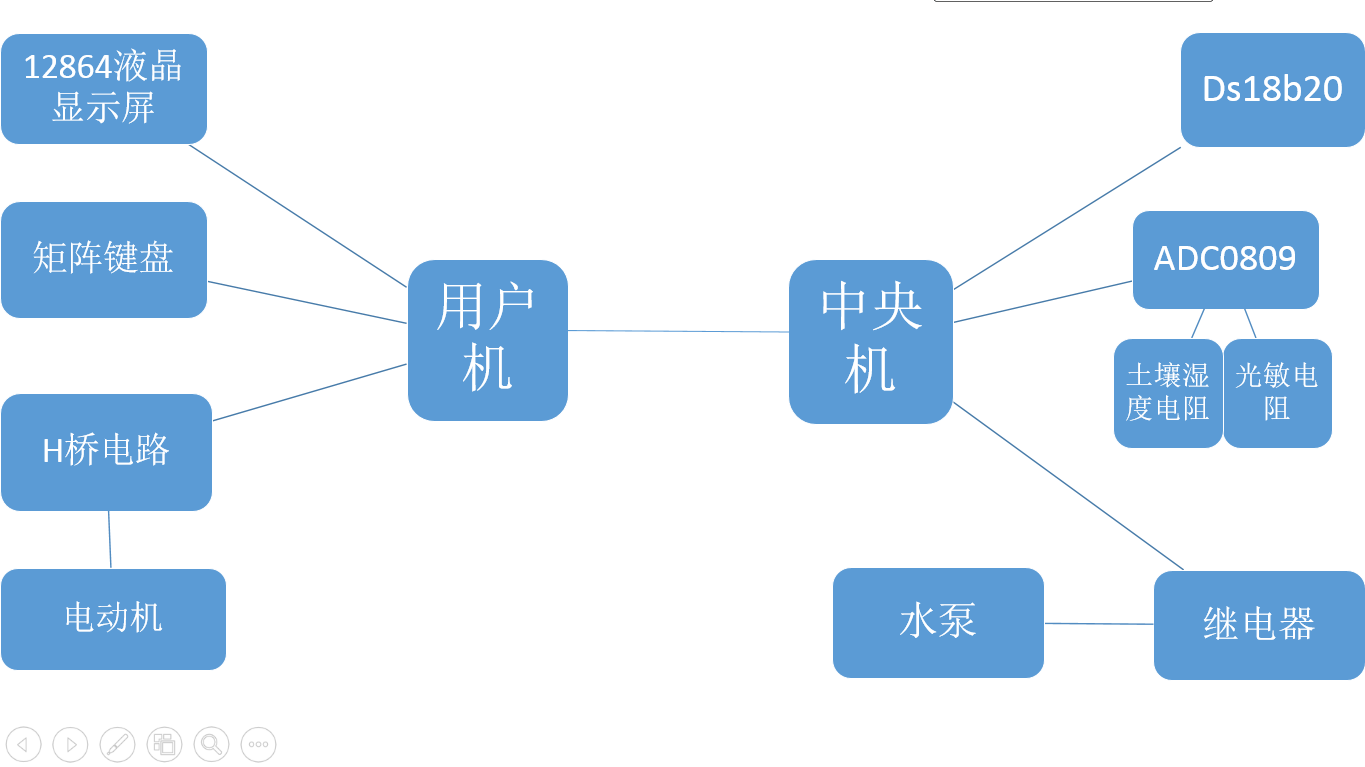 12864液晶
显示屏
矩阵键盘
H桥电路
电动机
用户
机
中央
机
Ds18b20
ADC0809
土壤湿
度电阻
光敏电
阻
水泵
继电器